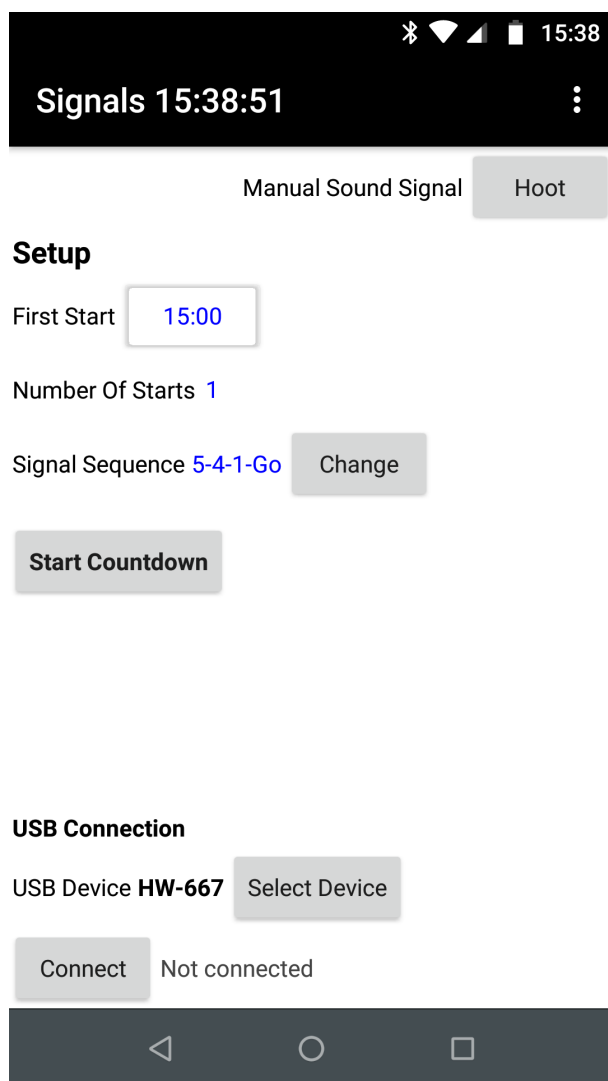 15:38
Signals 15:38:51
Manual Sound Signal Hoot
Setup
First Start 15:00
Number Of Starts 1
Signal Sequence 5-4-1-Go Change
Start Countdown
USB Connection
USB Device HW-667 Select Device
Connect Not connected